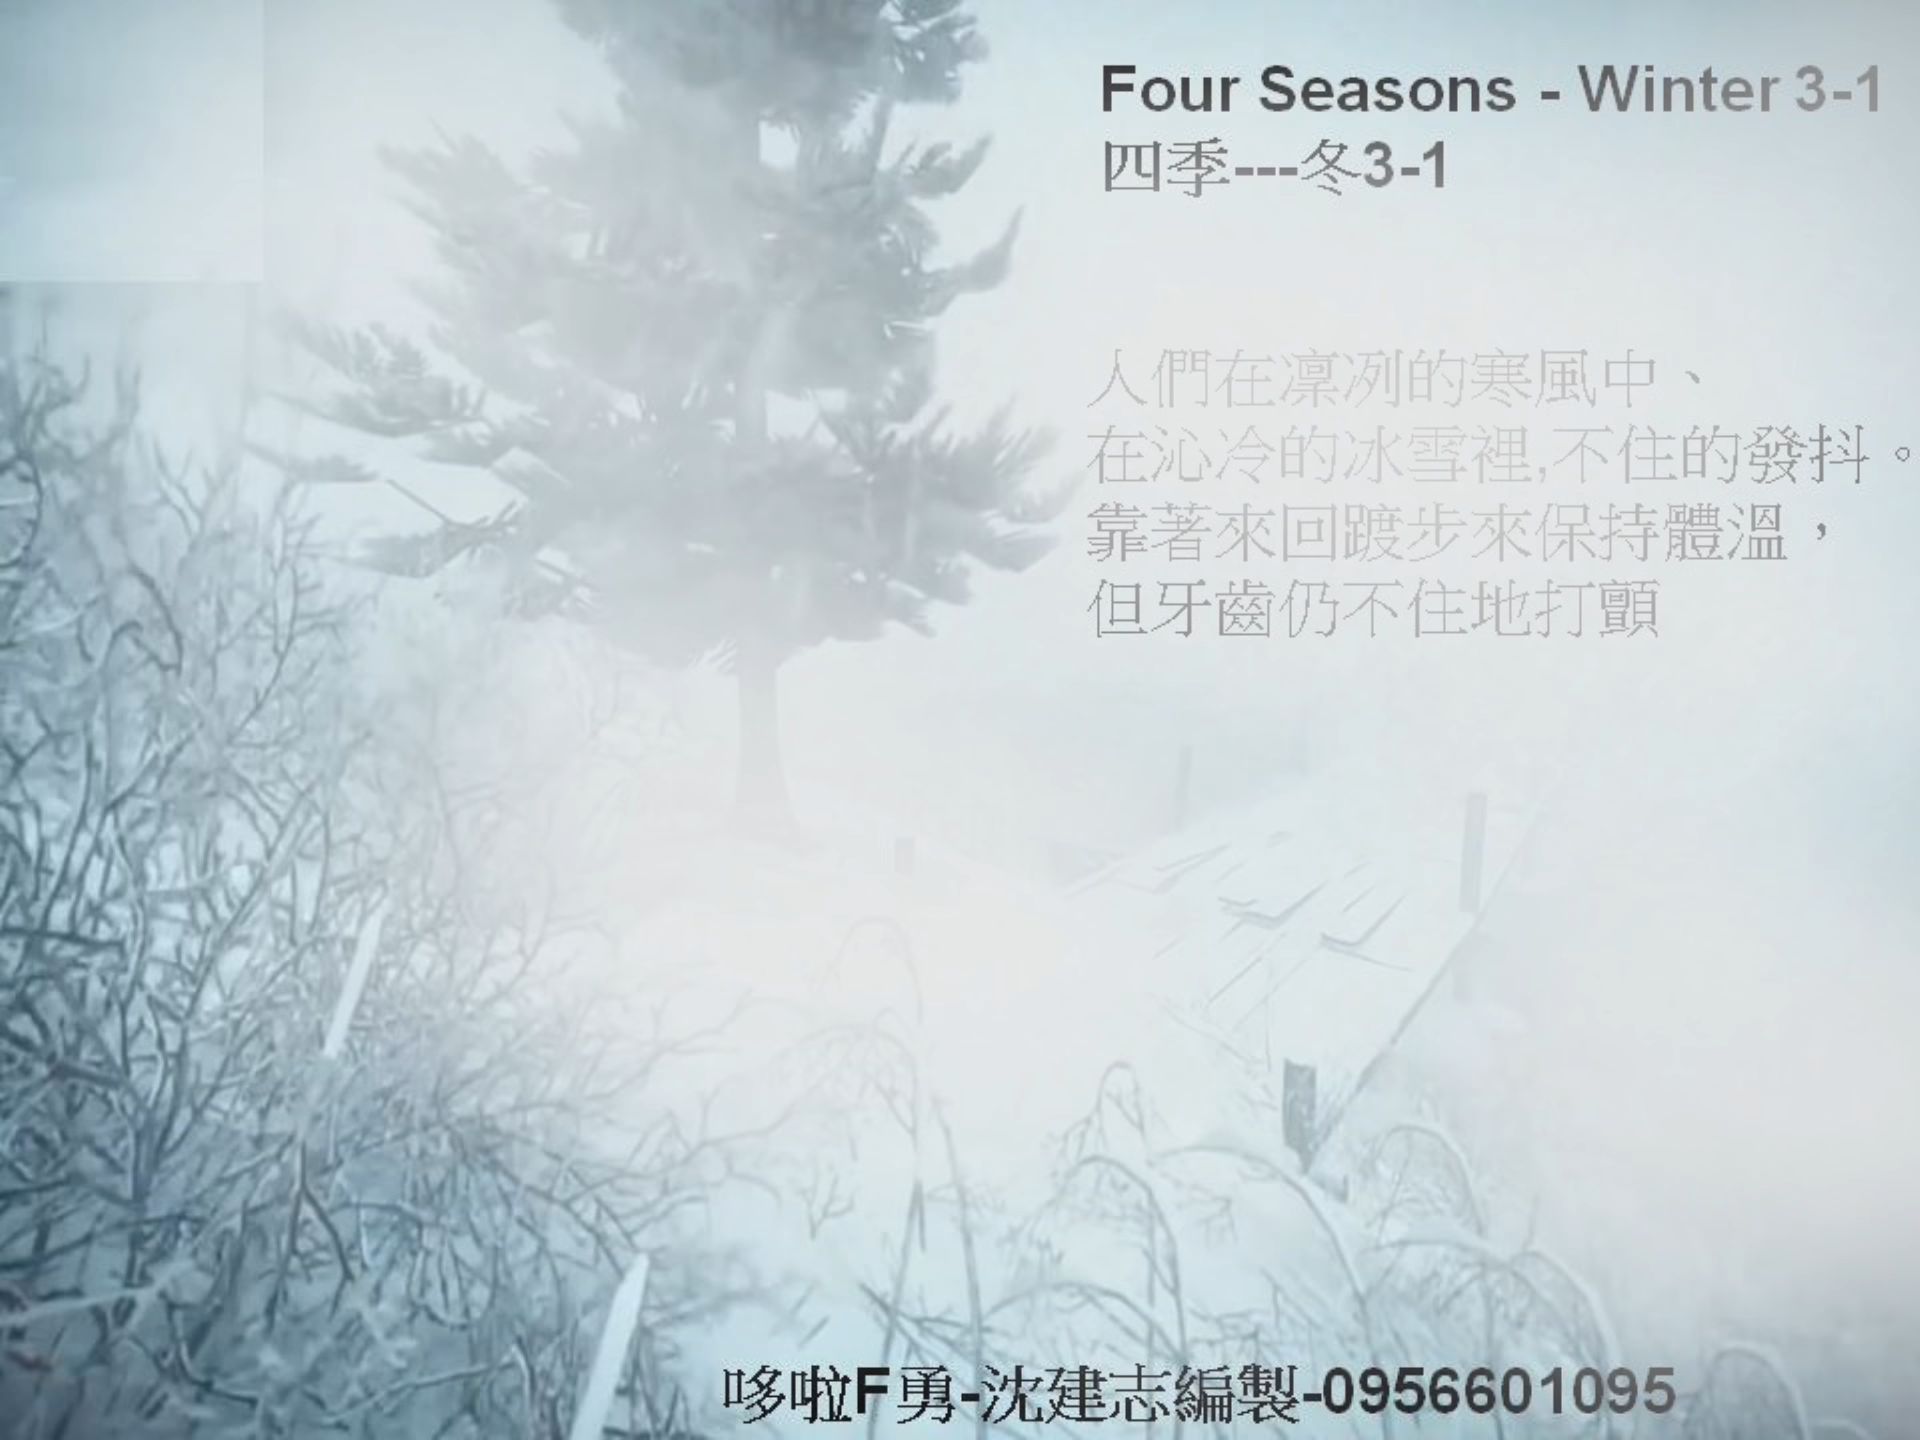 Four Seasons - Winter 3-1
四季---冬3-1
人們在凜冽的寒風中、
在沁冷的冰雪裡,不住的發抖。
靠著來回踱步來保持體溫，
但牙齒仍不住地打顫
哆啦F勇-沈建志編製-0956601095